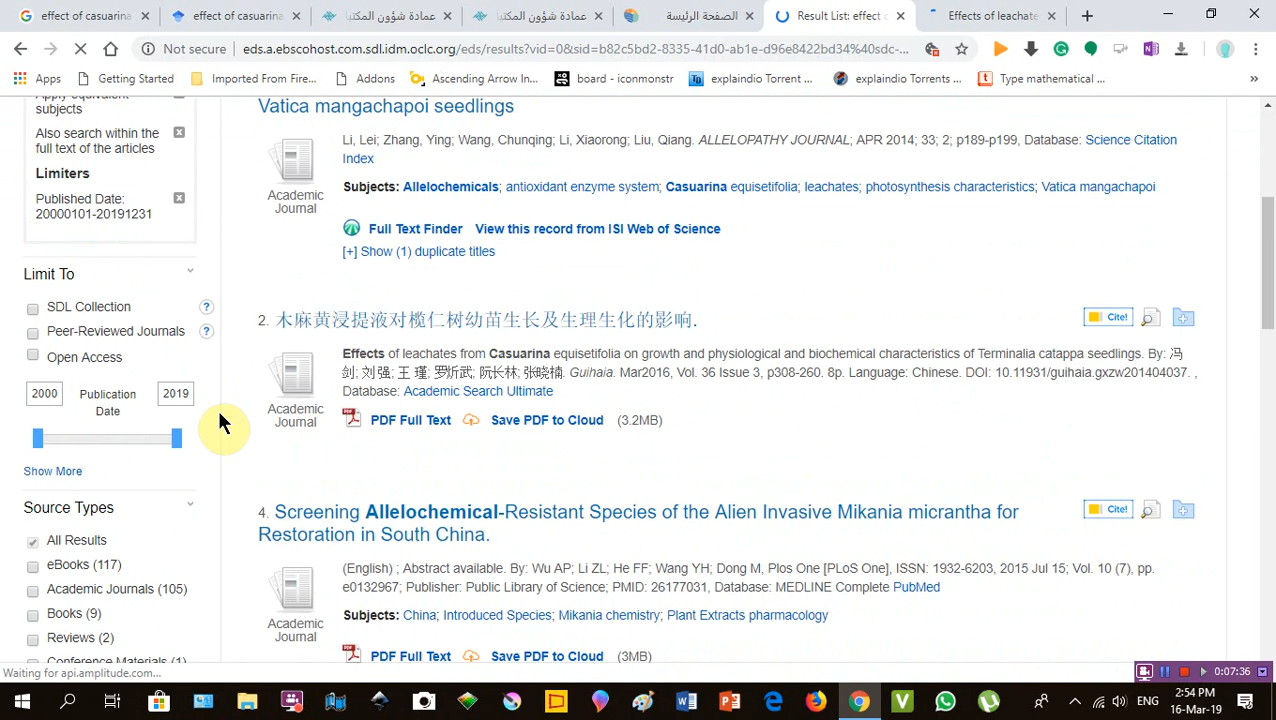 effect of casuarina
effect of casuarina
عمادة شؤون المكتبا
عمادة شؤون المكتبا
الصفحة الرئيسة
Result List: effect
Effects of leachate
Not secure
eds.a.ebscohost.com.sdl.idm.oclc.org/eds/results?vid=0&sid=b82c5bd2-8335-41d0-ab1e-d96e8422bd34%40sdc-...
Apps
Getting Started
Imported From Fire...
Addons
Ascending Arrow In...
board - iconmonstr
explaindio Torrent ...
explaindio Torrents ...
Type mathematical ...
»
Apply equivalent
subjects
Also search within the
full text of the articles
Limiters
Published Date:
20000101-20191231
Limit To
SDL Collection
?
Peer-Reviewed Journals
?
Open Access
2000
Publication
Date
2019
Show More
Source Types
All Results
eBooks (117)
Academic Journals (105)
Books (9)
Reviews (2)
Conference Materials (1)
Vatica mangachapoi seedlings
Academic
Journal
Li, Lei; Zhang, Ying; Wang, Chunqing; Li, Xiaorong; Liu, Qiang. ALLELOPATHY JOURNAL; APR 2014; 33; 2; p189-p199, Database: Science Citation
Index
Subjects: Allelochemicals; antioxidant enzyme system; Casuarina equisetifolia; leachates; photosynthesis characteristics; Vatica mangachapoi
Full Text Finder View this record from ISI Web of Science
[+] Show (1) duplicate titles
2. 木麻黄浸提液对榄仁树幼苗生长及生理生化的影响.
Cite!
Academic
Journal
Effects of leachates from Casuarina equisetifolia on growth and physiological and biochemical characteristics of Terminalia catappa seedlings. By: 冯
剑; 刘 强; 王 瑾; 罗炘武; 阮长林; 张晓楠. Guihaia. Mar2016, Vol. 36 Issue 3, p308-260. 8p. Language: Chinese. DOI: 10.11931/guihaia.gxzw201404037. ,
Database: Academic Search Ultimate
PDF Full Text Save PDF to Cloud (3.2MB)
4. Screening Allelochemical-Resistant Species of the Alien Invasive Mikania micrantha for
Restoration in South China.
Cite!
Academic
Journal
(English) ; Abstract available. By: Wu AP; Li ZL; He FF; Wang YH; Dong M, Plos One [PLoS One], ISSN: 1932-6203, 2015 Jul 15; Vol. 10 (7), pp.
e0132967; Publisher: Public Library of Science; PMID: 26177031, Database: MEDLINE Complete PubMed
Subjects: China; Introduced Species; Mikania chemistry; Plant Extracts pharmacology
PDF Full Text Save PDF to Cloud (3MB)
Waiting for api.amplitude.com...
0:07:36
ENG
2:54 PM
16-Mar-19